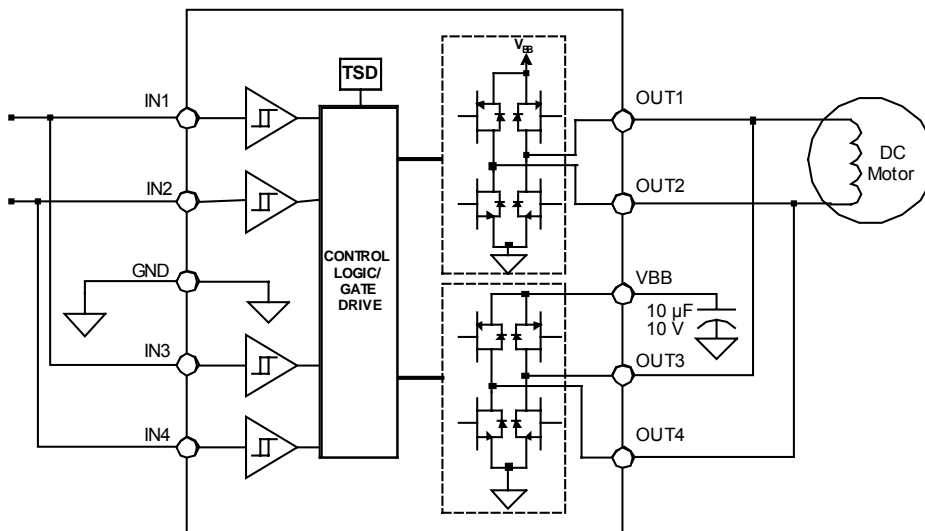 V_BB
TSD
IN1
OUT1
DC
Motor
IN2
OUT2
CONTROL
LOGIC/
GATE
DRIVE
GND
VBB
10 µF
10 V
IN3
OUT3
IN4
OUT4